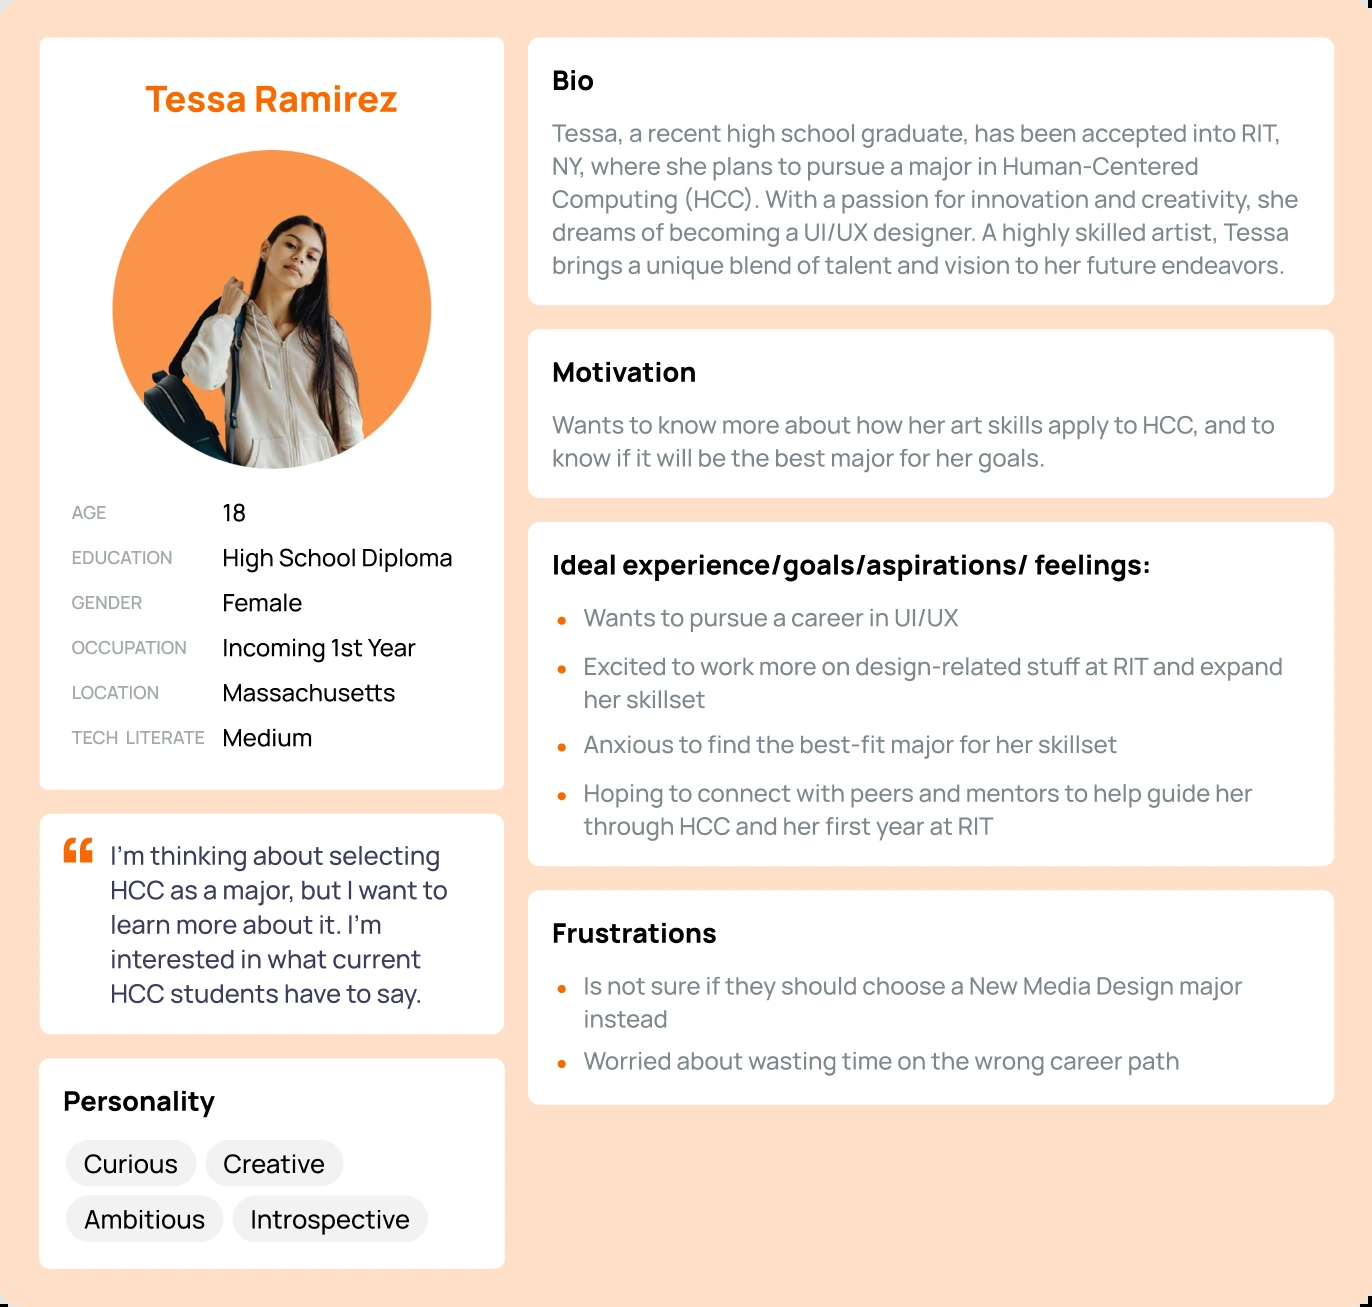 Tessa Ramirez
AGE 18
EDUCATION High School Diploma
GENDER Female
OCCUPATION Incoming 1st Year
LOCATION Massachusetts
TECH LITERATE Medium
“ I’m thinking about selecting
HCC as a major, but I want to
learn more about it. I’m
interested in what current
HCC students have to say.
Personality
Curious Creative
Ambitious Introspective
Bio
Tessa, a recent high school graduate, has been accepted into RIT,
NY, where she plans to pursue a major in Human-Centered
Computing (HCC). With a passion for innovation and creativity, she
dreams of becoming a UI/UX designer. A highly skilled artist, Tessa
brings a unique blend of talent and vision to her future endeavors.
Motivation
Wants to know more about how her art skills apply to HCC, and to
know if it will be the best major for her goals.
Ideal experience/goals/aspirations/ feelings:
• Wants to pursue a career in UI/UX
• Excited to work more on design-related stuff at RIT and expand
her skillset
• Anxious to find the best-fit major for her skillset
• Hoping to connect with peers and mentors to help guide her
through HCC and her first year at RIT
Frustrations
• Is not sure if they should choose a New Media Design major
instead
• Worried about wasting time on the wrong career path